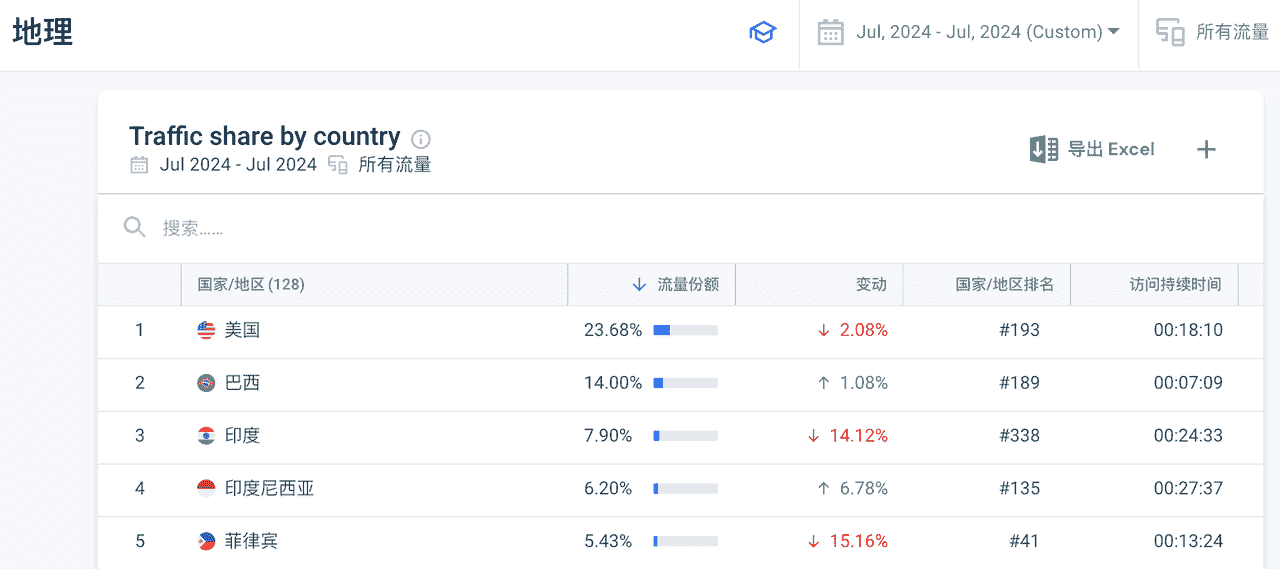 地理
Jul, 2024 - Jul, 2024 (Custom)
所有流量
Traffic share by country
Jul 2024 - Jul 2024 所有流量
导出 Excel
搜索......
国家/地区 (128) 流量份额 变动 国家/地区排名 访问持续时间
1 美国 23.68% ↓ 2.08% #193 00:18:10
2 巴西 14.00% ↑ 1.08% #189 00:07:09
3 印度 7.90% ↓ 14.12% #338 00:24:33
4 印度尼西亚 6.20% ↑ 6.78% #135 00:27:37
5 菲律宾 5.43% ↓ 15.16% #41 00:13:24